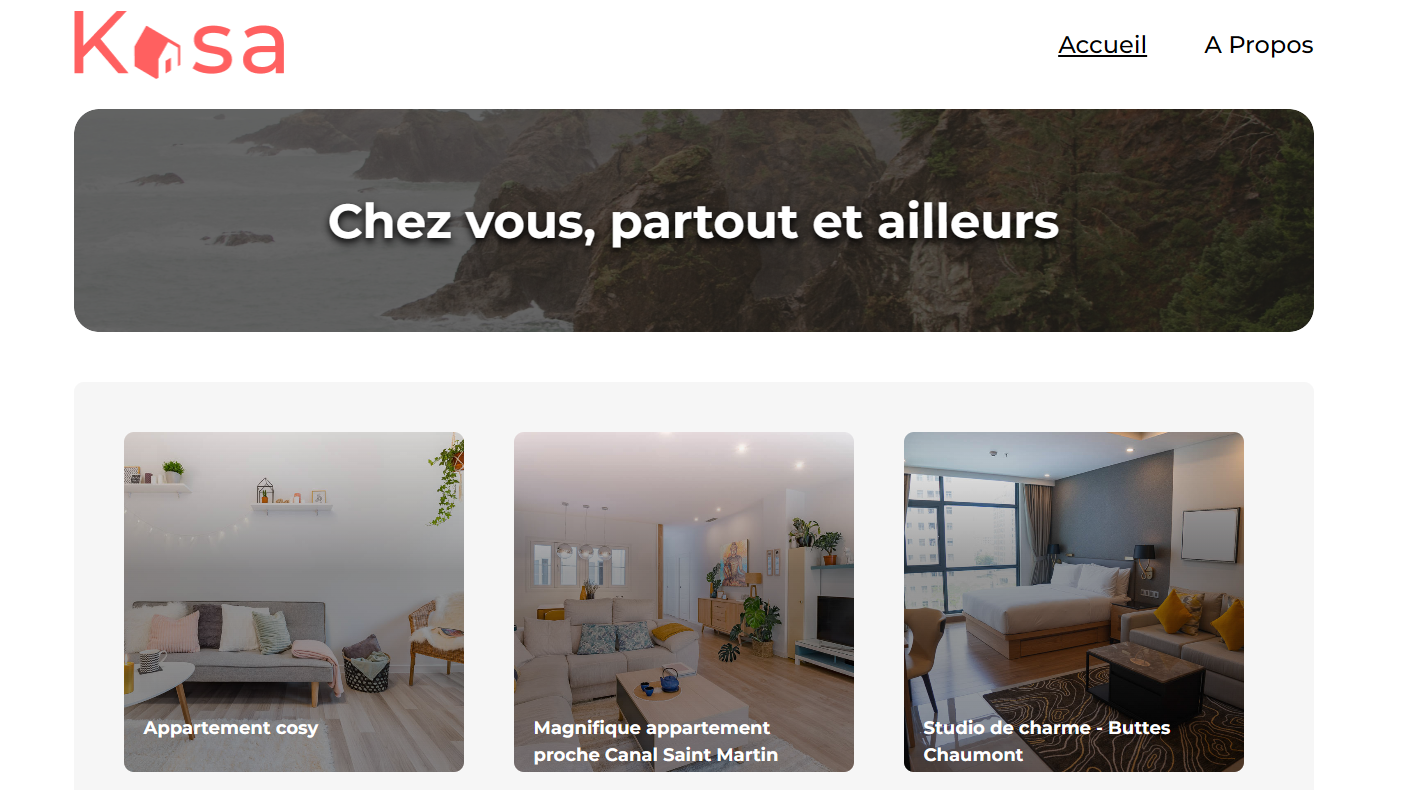 Kasa
Accueil A Propos
Chez vous, partout et ailleurs
Appartement cosy
Magnifique appartement
proche Canal Saint Martin
Studio de charme - Buttes
Chaumont